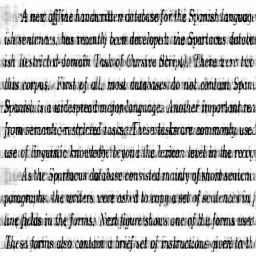 A new offline handwritten database for the Spanish language
ish sentences, has recently been developed: the Spartacus database
ish Restricted-domain Task of Cursive Script). There were two
this corpus. First of all, most databases do not contain Spanish
Spanish is a widespread major language. Another important reason
from semantic-restricted tasks. These tasks are commonly used
use of linguistic knowledge beyond the lexicon level in the recog
As the Spartacus database consisted mainly of short sentences
paragraphs, the writers were asked to copy a set of sentences in
line fields in the forms. Next figure shows one of the forms used
These forms also contain a brief set of instructions given to the